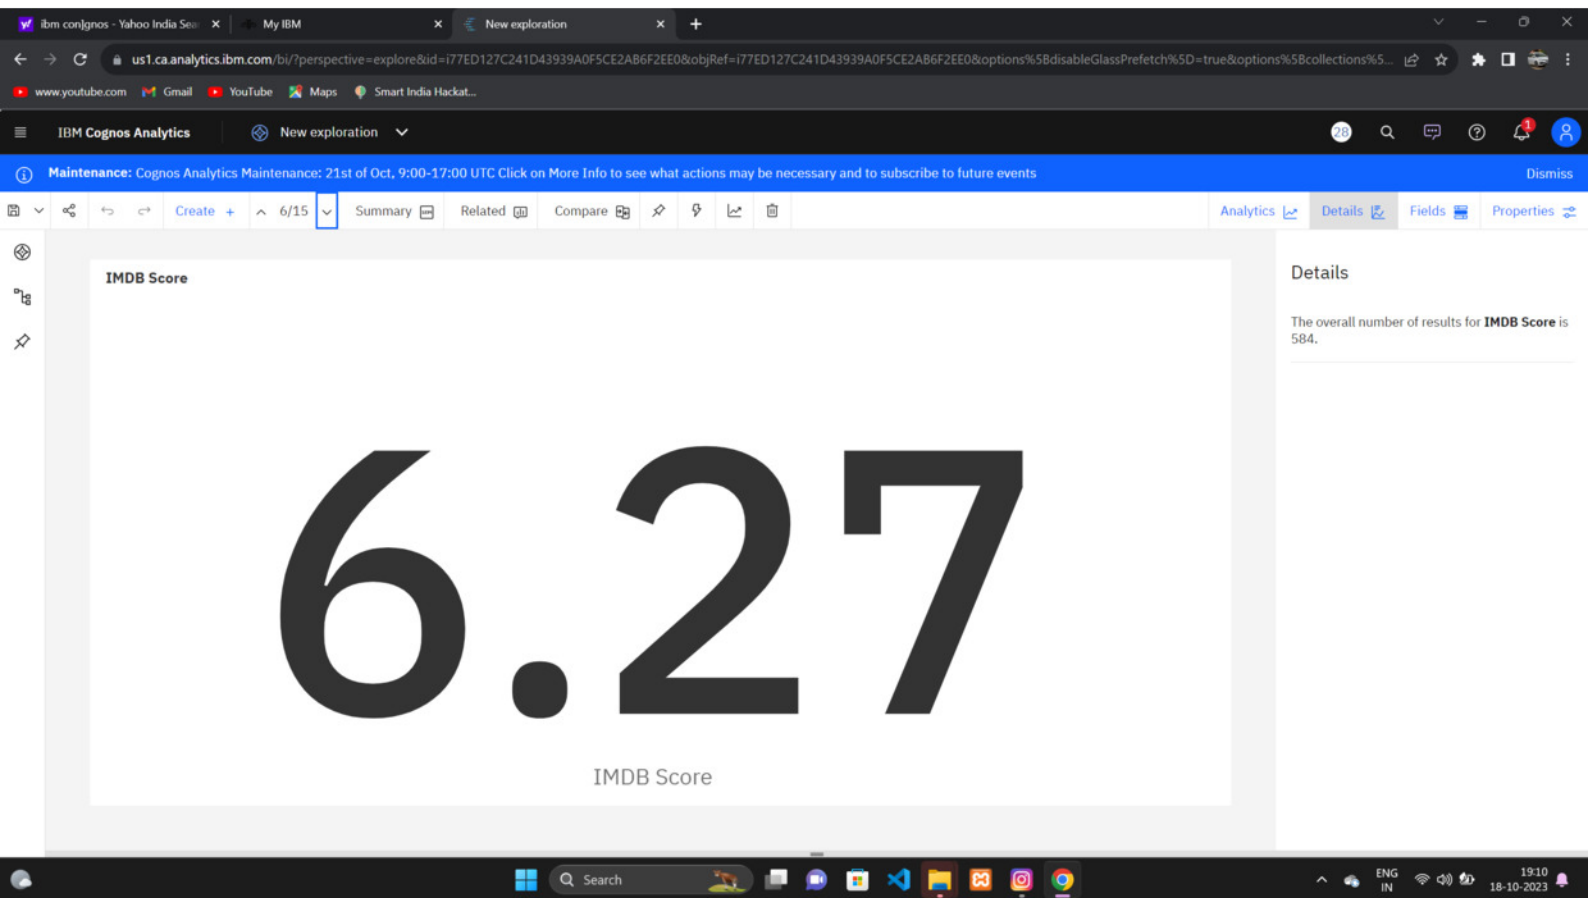 ibm con]gnos - Yahoo India Sea
My IBM
New exploration
us1.ca.analytics.ibm.com/bi/?perspective=explore&id=i77ED127C241D43939A0F5CE2AB6F2EE0&objRef=i77ED127C241D43939A0F5CE2AB6F2EE0&options%5BdisableGlassPrefetch%5D=true&options%5Bcollections%5...
www.youtube.com Gmail YouTube Maps Smart India Hackat...
IBM Cognos Analytics New exploration 28 1
Maintenance: Cognos Analytics Maintenance: 21st of Oct, 9:00-17:00 UTC Click on More Info to see what actions may be necessary and to subscribe to future events Dismiss
Create + 6/15 Summary Related Compare Analytics Details Fields Properties
IMDB Score
6.27
IMDB Score
Details
The overall number of results for IMDB Score is
584.
Search
ENG
IN
19:10
18-10-2023